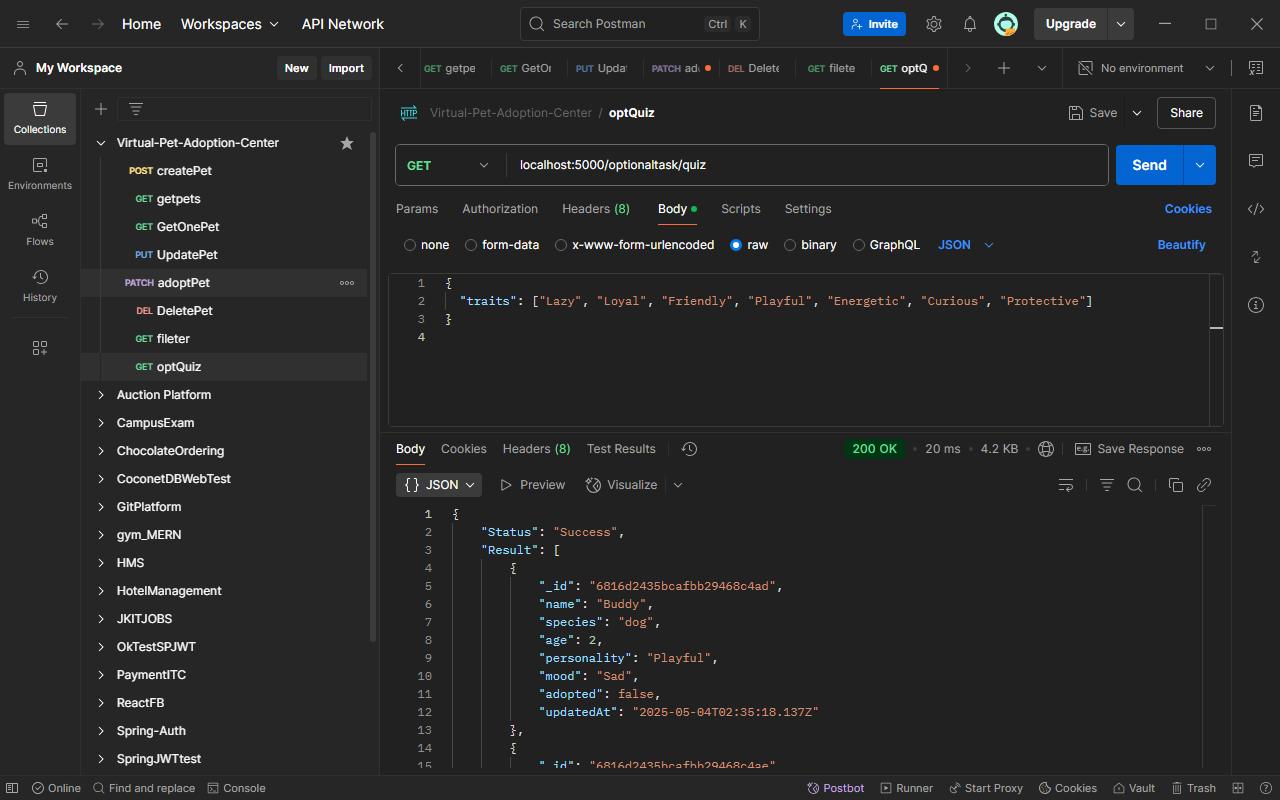 Home Workspaces API Network Search Postman Ctrl K Invite Upgrade
My Workspace New Import
GET getpe GET GetOr PUT Updat PATCH ad DEL Delete GET filete GET optQ No environment
Collections
Environments
Flows
History
Virtual-Pet-Adoption-Center
POST createPet
GET getpets
GET GetOnePet
PUT UpdatePet
PATCH adoptPet
DEL DeletePet
GET fileter
GET optQuiz
Auction Platform
CampusExam
ChocolateOrdering
CoconetDBWebTest
GitPlatform
gym_MERN
HMS
HotelManagement
JKITJOBS
OkTestSPJWT
PaymentITC
ReactFB
Spring-Auth
SpringJWTtest
HTTP Virtual-Pet-Adoption-Center / optQuiz Save Share
GET localhost:5000/optionaltask/quiz Send
Params Authorization Headers (8) Body Scripts Settings Cookies
none form-data x-www-form-urlencoded raw binary GraphQL JSON Beautify
1 {
2 "traits": ["Lazy", "Loyal", "Friendly", "Playful", "Energetic", "Curious", "Protective"]
3 }
4
Body Cookies Headers (8) Test Results 200 OK • 20 ms • 4.2 KB e.g. Save Response
{} JSON Preview Visualize
1 {
2 "Status": "Success",
3 "Result": [
4 {
5 "_id": "6816d2435bcafbb29468c4ad",
6 "name": "Buddy",
7 "species": "dog",
8 "age": 2,
9 "personality": "Playful",
10 "mood": "Sad",
11 "adopted": false,
12 "updatedAt": "2025-05-04T02:35:18.137Z"
13 },
14 {
15 "_id": "6816d2435bcafbb29468c4ae",
Online Find and replace Console Postbot Runner Start Proxy Cookies Vault Trash